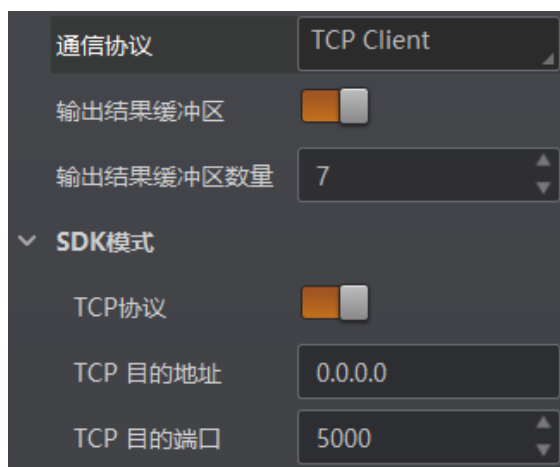 通信协议 TCP Client
输出结果缓冲区
输出结果缓冲区数量 7
SDK模式
TCP协议
TCP 目的地址 0.0.0.0
TCP 目的端口 5000